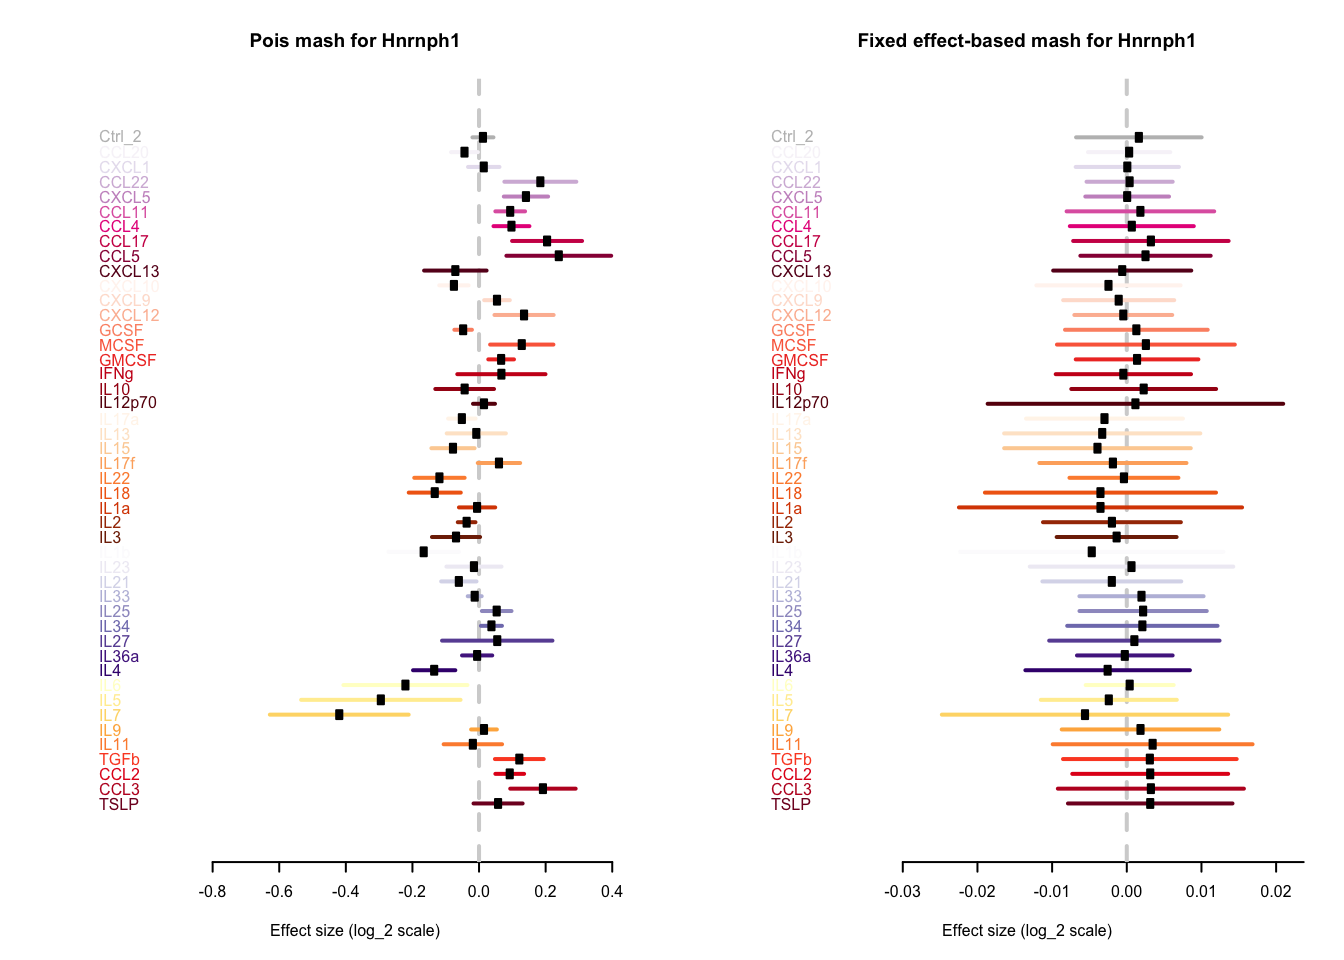 Pois mash for Hnrnph1
Ctrl_2
CCL20
CXCL1
CCL22
CXCL5
CCL11
CCL4
CCL17
CCL5
CXCL13
CXCL10
CXCL9
CXCL12
GCSF
MCSF
GMCSF
IFNg
IL10
IL12p70
IL17a
IL13
IL15
IL17f
IL22
IL18
IL1a
IL2
IL3
IL23
IL21
IL33
IL25
IL34
IL27
IL36a
IL4
IL5
IL7
IL9
IL11
TGFb
CCL2
CCL3
TSLP
-0.8 -0.6 -0.4 -0.2 0.0 0.2 0.4
Effect size (log_2 scale)
Fixed effect-based mash for Hnrnph1
Ctrl_2
CCL20
CXCL1
CCL22
CXCL5
CCL11
CCL4
CCL17
CCL5
CXCL13
CXCL10
CXCL9
CXCL12
GCSF
MCSF
GMCSF
IFNg
IL10
IL12p70
IL17a
IL13
IL15
IL17f
IL22
IL18
IL1a
IL2
IL3
IL23
IL21
IL33
IL25
IL34
IL27
IL36a
IL4
IL5
IL7
IL9
IL11
TGFb
CCL2
CCL3
TSLP
-0.03 -0.02 -0.01 0.00 0.01 0.02
Effect size (log_2 scale)